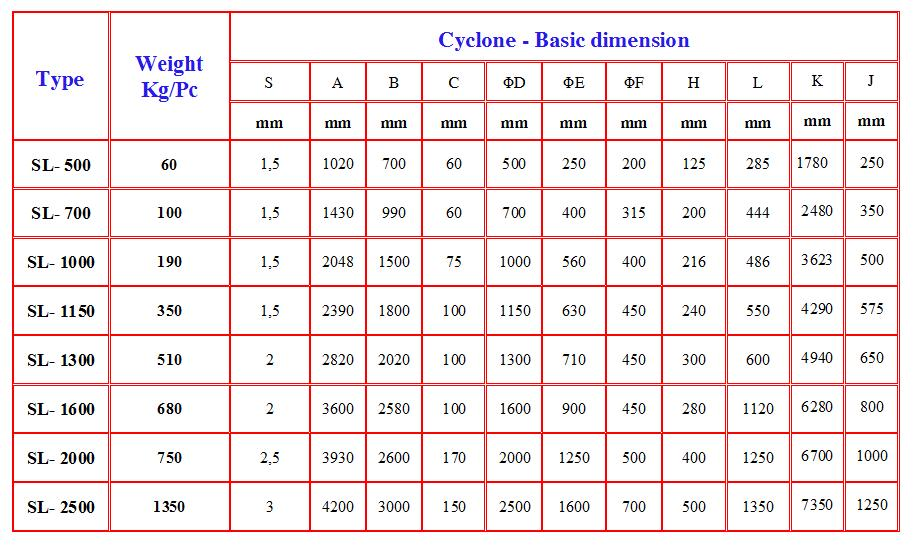 Type Weight Kg/Pc Cyclone - Basic dimension
S A B C ΦD ΦE ΦF H L K J
mm mm mm mm mm mm mm mm mm mm mm
SL- 500 60 1,5 1020 700 60 500 250 200 125 285 1780 250
SL- 700 100 1,5 1430 990 60 700 400 315 200 444 2480 350
SL- 1000 190 1,5 2048 1500 75 1000 560 400 216 486 3623 500
SL- 1150 350 1,5 2390 1800 100 1150 630 450 240 550 4290 575
SL- 1300 510 2 2820 2020 100 1300 710 450 300 600 4940 650
SL- 1600 680 2 3600 2580 100 1600 900 450 280 1120 6280 800
SL- 2000 750 2,5 3930 2600 170 2000 1250 500 400 1250 6700 1000
SL- 2500 1350 3 4200 3000 150 2500 1600 700 500 1350 7350 1250